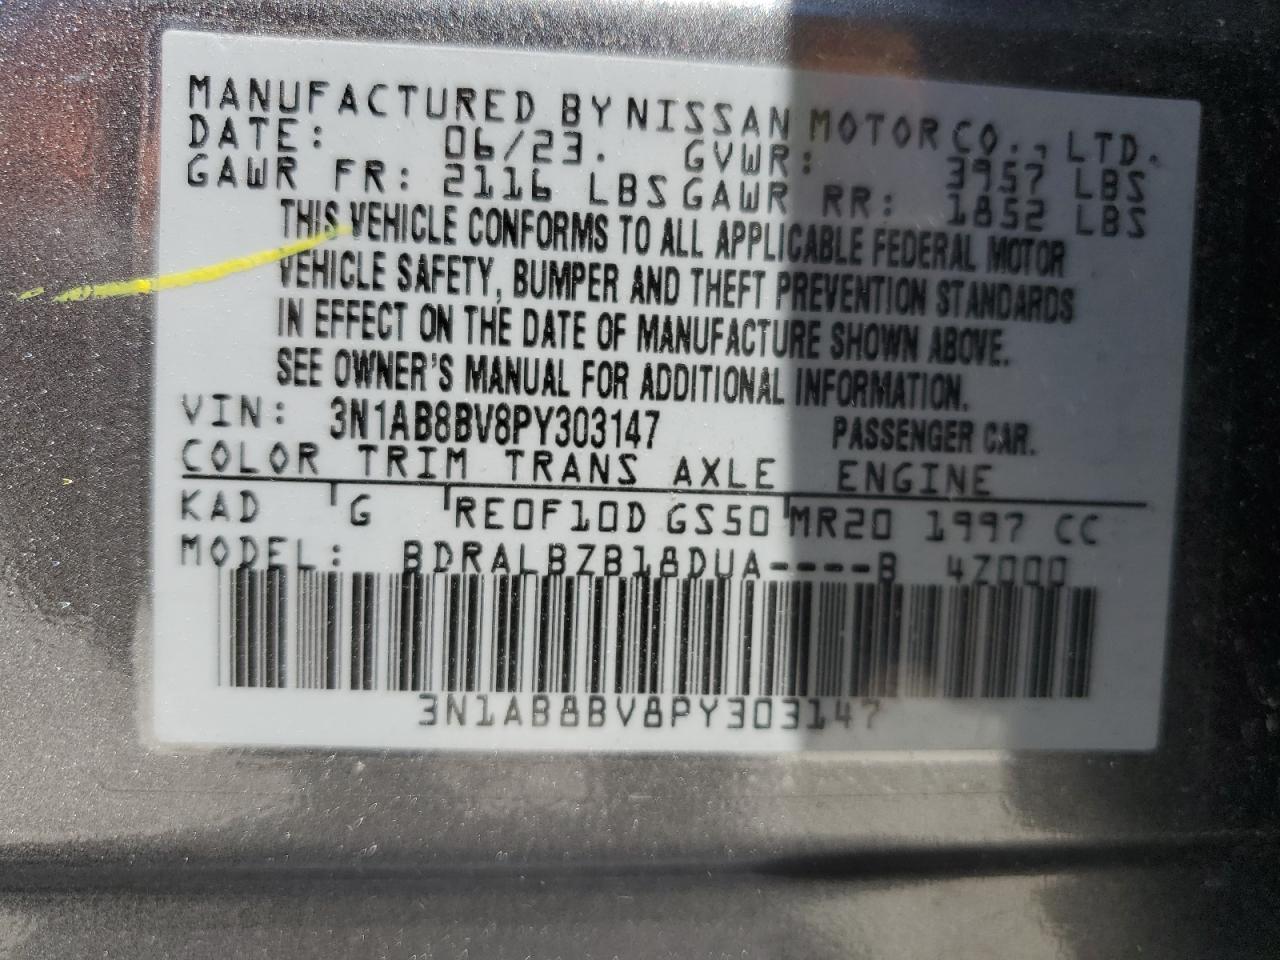 MANUFACTURED BY NISSAN MOTOR CO., LTD.
DATE: 06/23. GVWR: 3957 LBS
GAWR FR: 2116 LBS GAWR RR: 1852 LBS
THIS VEHICLE CONFORMS TO ALL APPLICABLE FEDERAL MOTOR
VEHICLE SAFETY, BUMPER AND THEFT PREVENTION STANDARDS
IN EFFECT ON THE DATE OF MANUFACTURE SHOWN ABOVE.
SEE OWNER'S MANUAL FOR ADDITIONAL INFORMATION.
VIN: 3N1AB8BV8PY303147 PASSENGER CAR.
COLOR TRIM TRANS AXLE ENGINE
KAD G RE0F10D GS50 MR20 1997 CC
MODEL: BDRALBZB18DUA----B 4Z000
3N1AB8BV8PY303147